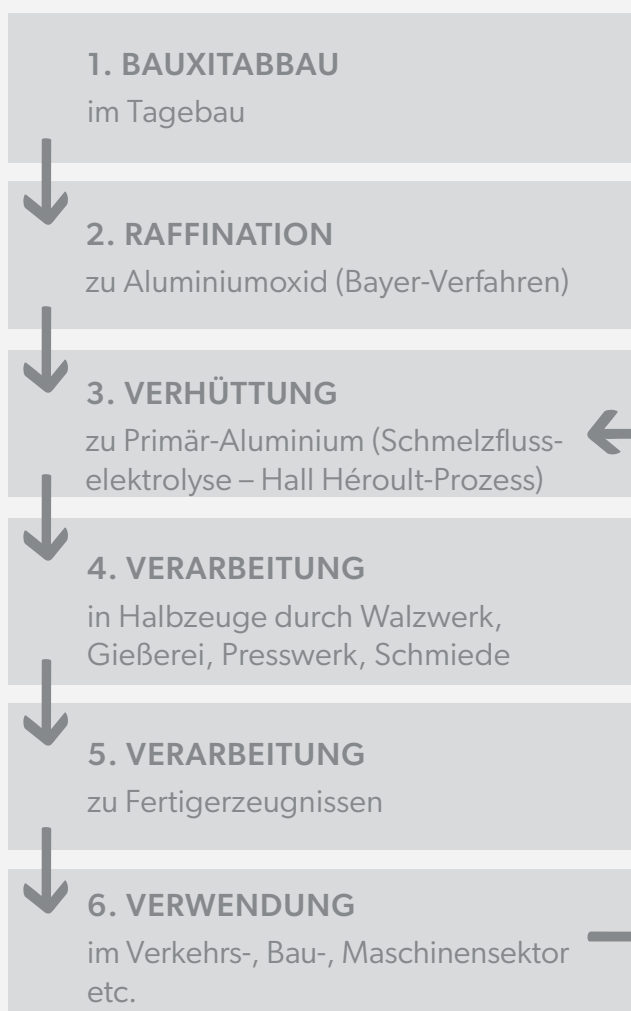 1. BAUXITABBAU
im Tagebau
2. RAFFINATION
zu Aluminiumoxid (Bayer-Verfahren)
3. VERHÜTTUNG
zu Primär-Aluminium (Schmelzfluss-
elektrolyse – Hall Héroult-Prozess)
4. VERARBEITUNG
in Halbzeuge durch Walzwerk,
Gießerei, Presswerk, Schmiede
5. VERARBEITUNG
zu Fertigerzeugnissen
6. VERWENDUNG
im Verkehrs-, Bau-, Maschinensektor
etc.